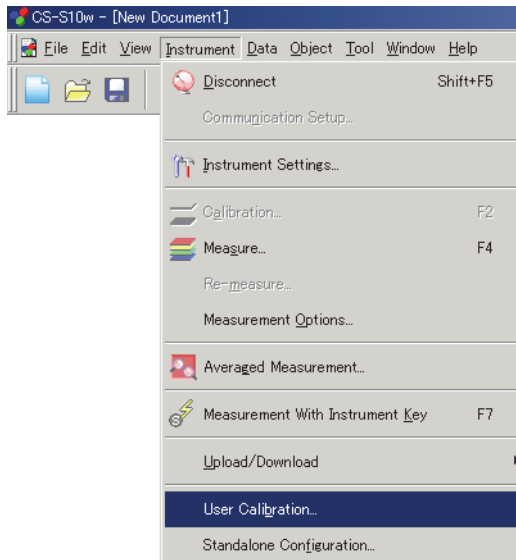 CS-S10w - [New Document1]
File Edit View Instrument Data Object Tool Window Help
Disconnect Shift+F5
Communication Setup...
Instrument Settings...
Calibration... F2
Measure... F4
Re-measure...
Measurement Options...
Averaged Measurement...
Measurement With Instrument Key F7
Upload/Download
User Calibration...
Standalone Configuration...